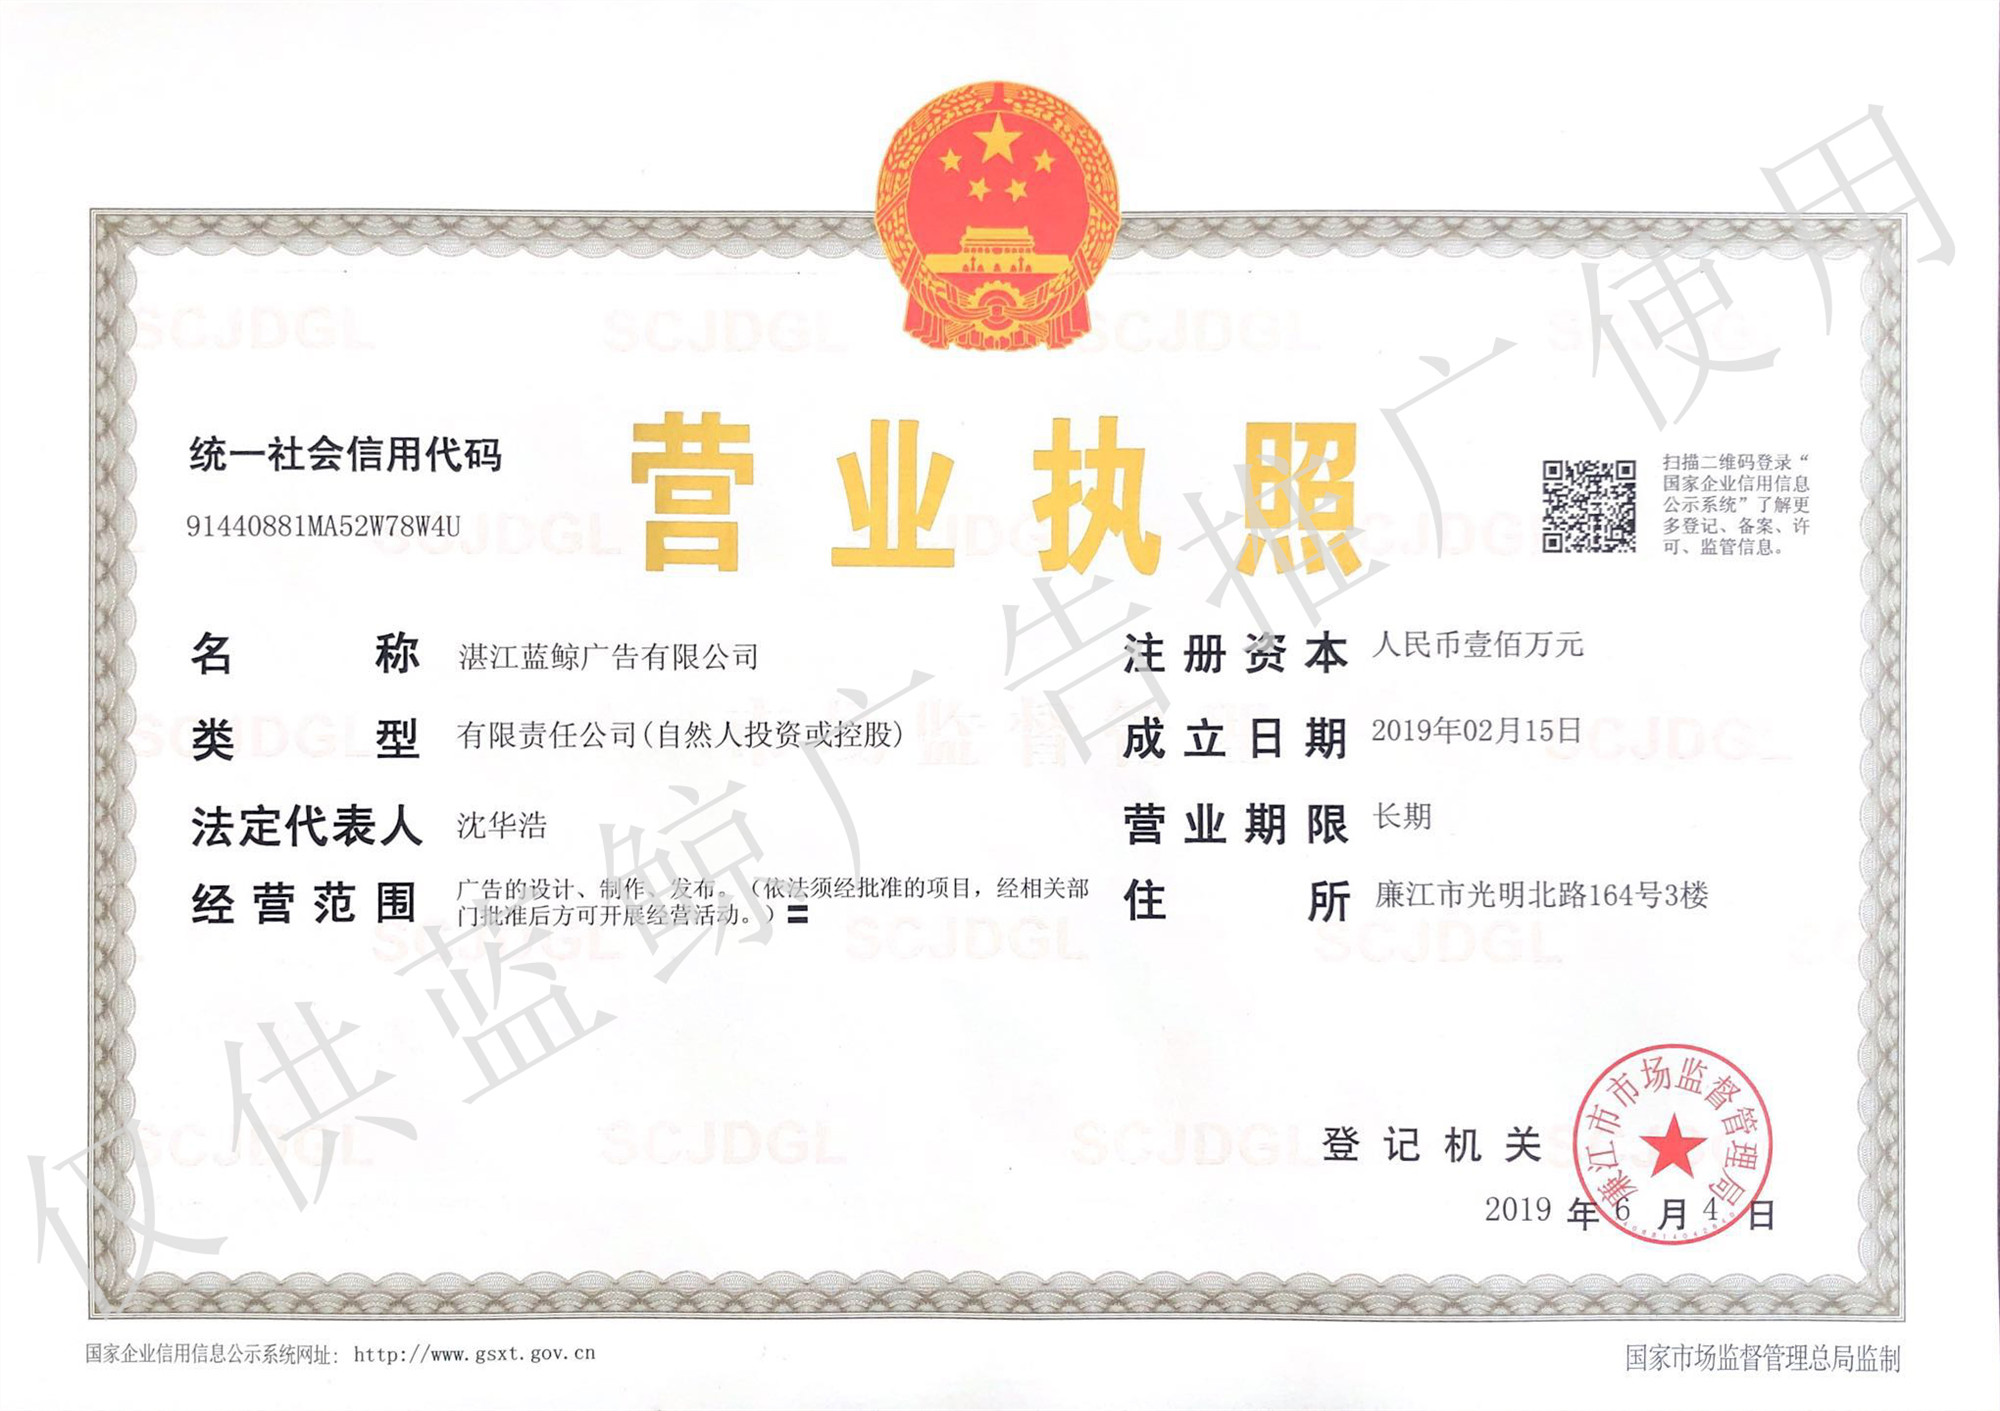 营业执照
统一社会信用代码
91440881MA52W78W4U
扫描二维码登录“
国家企业信用信息
公示系统”了解更
多登记、备案、许
可、监管信息。
名称 湛江蓝鲸广告有限公司
类型 有限责任公司(自然人投资或控股)
法定代表人 沈华浩
经营范围 广告的设计、制作、发布。（依法须经批准的项目，经相关部
门批准后方可开展经营活动。）〓
注册资本 人民币壹佰万元
成立日期 2019年02月15日
营业期限 长期
住所 廉江市光明北路164号3楼
登记机关
廉江市市场监督管理局
2019 年 6 月 4 日
国家企业信用信息公示系统网址：http://www.gsxt.gov.cn
国家市场监督管理总局监制
仅供蓝鲸广告推广使用
SCJDGL